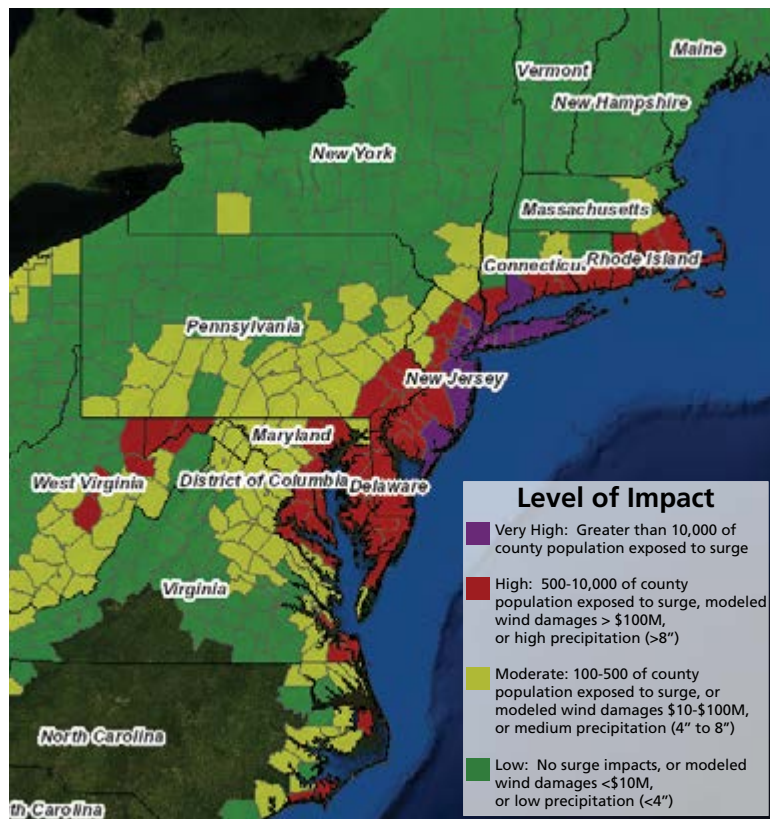 Maine
Vermont
New Hampshire
New York
Massachusetts
Connecticu
Rhode Island
Pennsylvania
New Jersey
Maryland
West Virginia
District of Columbia
Delaware
Virginia
North Carolina
th Carolina
Level of Impact
Very High: Greater than 10,000 of
county population exposed to surge
High: 500-10,000 of county
population exposed to surge, modeled
wind damages > $100M,
or high precipitation (>8”)
Moderate: 100-500 of county
population exposed to surge, or
modeled wind damages $10-$100M,
or medium precipitation (4” to 8”)
Low: No surge impacts, or modeled
wind damages <$10M,
or low precipitation (<4”)